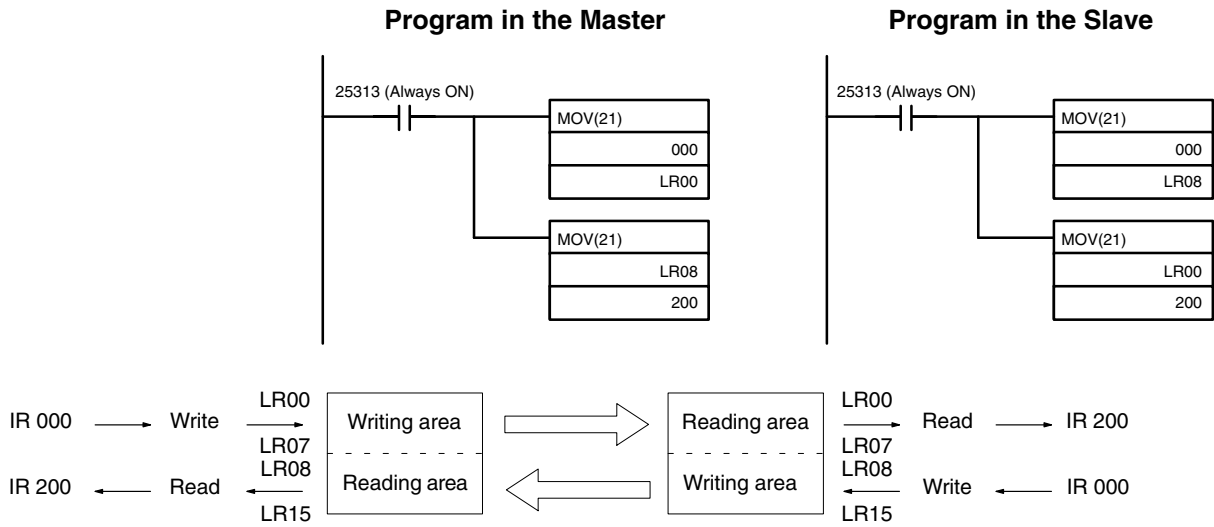 Program in the Master
Program in the Slave
25313 (Always ON)
MOV(21)
000
LR00
MOV(21)
LR08
200
25313 (Always ON)
MOV(21)
000
LR08
MOV(21)
LR00
200
IR 000
Write
LR00
LR07
Writing area
Reading area
LR00
LR07
Read
IR 200
IR 200
Read
LR08
LR15
Reading area
Writing area
LR08
LR15
Write
IR 000